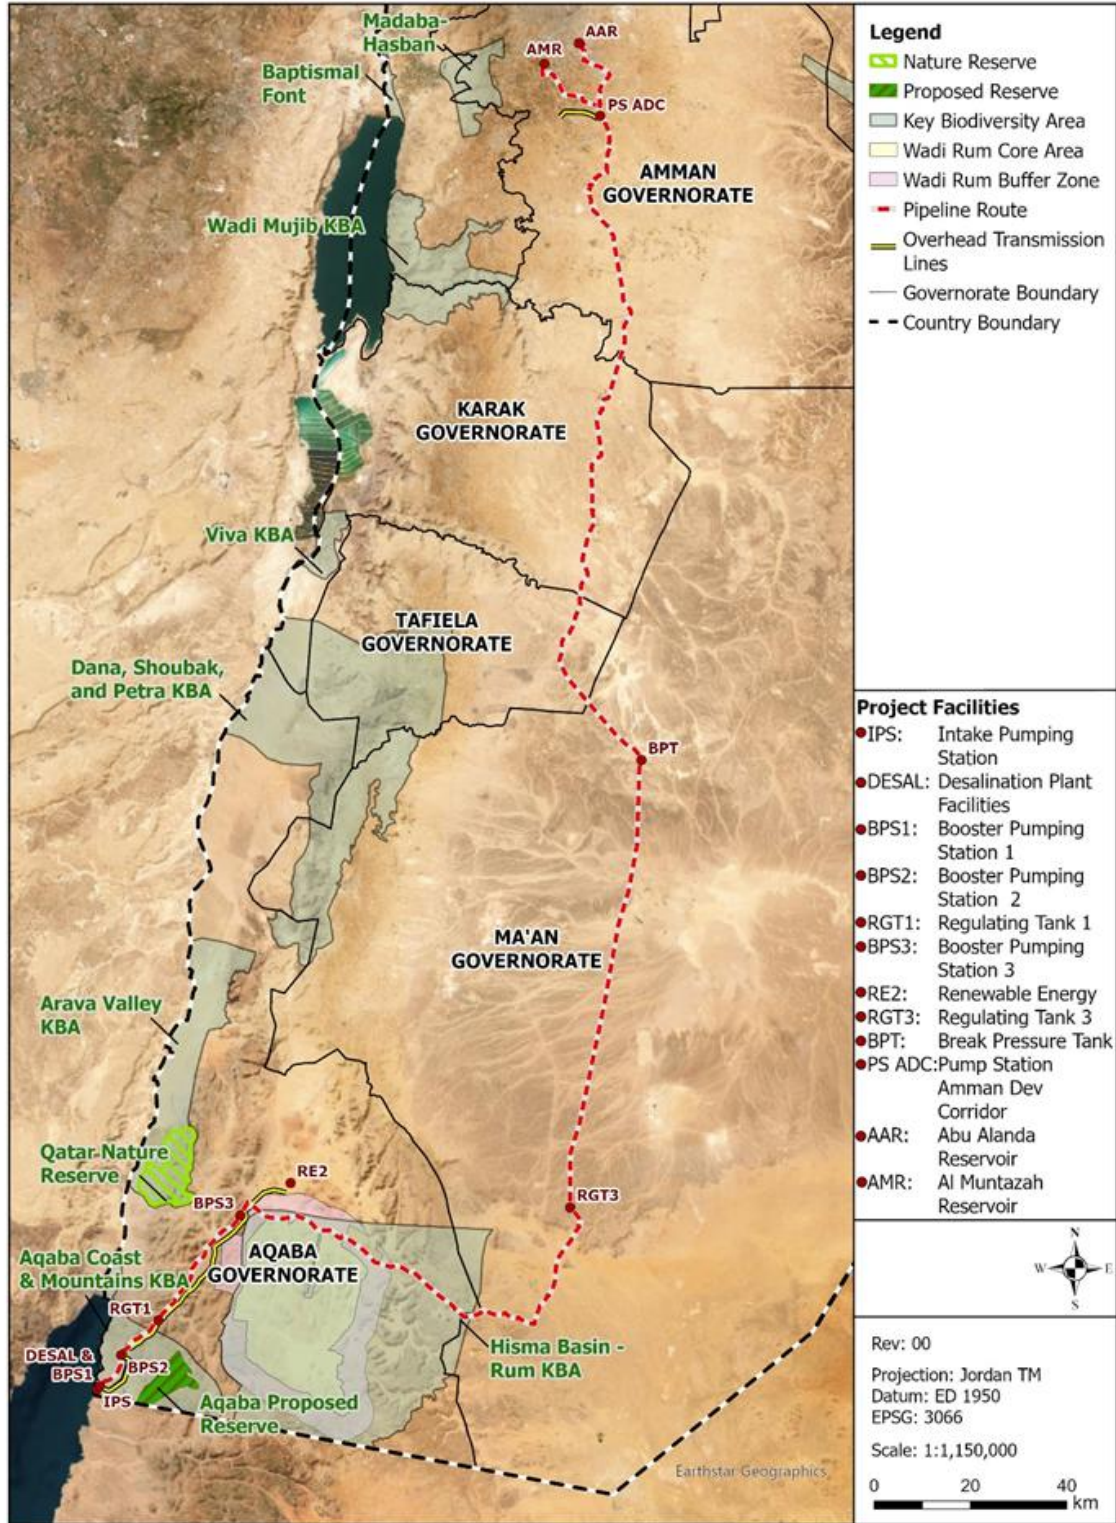 Madaba-
Hasban
AAR
AMR
Baptismal
Font
PS ADC
AMMAN
GOVERNORATE
Wadi Mujib KBA
KARAK
GOVERNORATE
Viva KBA
TAFIELA
GOVERNORATE
Dana, Shoubak,
and Petra KBA
BPT
MA'AN
GOVERNORATE
Arava Valley
KBA
Qatar Nature
Reserve
RE2
BPS3
RGT3
Aqaba Coast
& Mountains KBA
AQABA
GOVERNORATE
RGT1
Hisma Basin -
Rum KBA
DESAL &
BPS1
BPS2
IPS
Aqaba Proposed
Reserve
Earthstar Geographics
Legend
Nature Reserve
Proposed Reserve
Key Biodiversity Area
Wadi Rum Core Area
Wadi Rum Buffer Zone
Pipeline Route
Overhead Transmission
Lines
Governorate Boundary
Country Boundary
Project Facilities
IPS: Intake Pumping
Station
DESAL: Desalination Plant
Facilities
BPS1: Booster Pumping
Station 1
BPS2: Booster Pumping
Station 2
RGT1: Regulating Tank 1
BPS3: Booster Pumping
Station 3
RE2: Renewable Energy
RGT3: Regulating Tank 3
BPT: Break Pressure Tank
PS ADC: Pump Station
Amman Dev
Corridor
AAR: Abu Alanda
Reservoir
AMR: Al Muntazah
Reservoir
N
W E
S
Rev: 00
Projection: Jordan TM
Datum: ED 1950
EPSG: 3066
Scale: 1:1,150,000
0 20 40
km